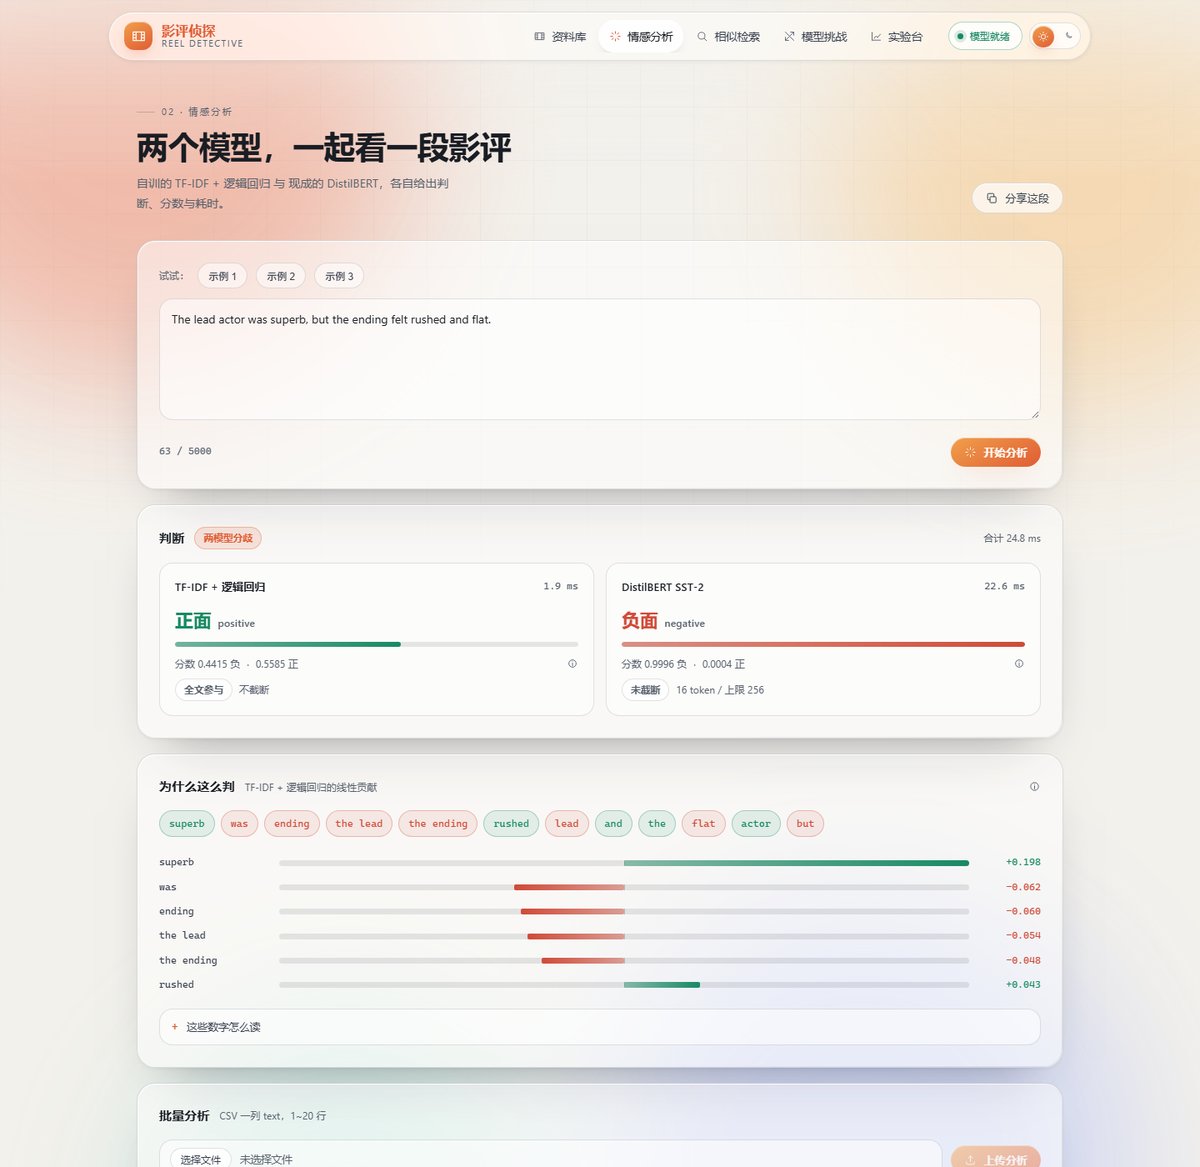 影评侦探
REEL DETECTIVE
资料库
情感分析
相似检索
模型挑战
实验台
模型就绪
02 · 情感分析
两个模型，一起看一段影评
自训的 TF-IDF + 逻辑回归 与 现成的 DistilBERT，各自给出判
断、分数与耗时。
分享这段
试试：
示例 1
示例 2
示例 3
The lead actor was superb, but the ending felt rushed and flat.
63 / 5000
开始分析
判断
两模型分歧
合计 24.8 ms
TF-IDF + 逻辑回归
1.9 ms
正面 positive
分数 0.4415 负 · 0.5585 正
全文参与 不截断
DistilBERT SST-2
22.6 ms
负面 negative
分数 0.9996 负 · 0.0004 正
未截断 16 token / 上限 256
为什么这么判 TF-IDF + 逻辑回归的线性贡献
superb was ending the lead the ending rushed lead and the flat actor but
superb +0.198
was −0.062
ending −0.060
the lead −0.054
the ending −0.048
rushed +0.043
+ 这些数字怎么读
批量分析 CSV 一列 text，1~20 行
选择文件 未选择文件
上传分析